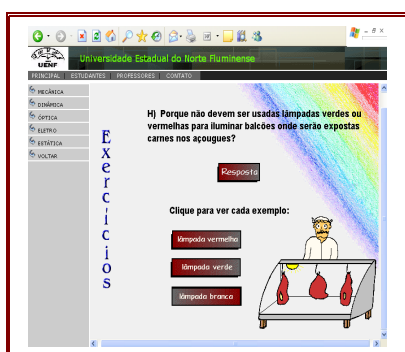 UENF
Universidade Estadual do Norte Fluminense
PRINCIPAL | ESTUDANTES | PROFESSORES | CONTATO
MECÂNICA
DINÂMICA
ÓPTICA
ELETRO
ESTÁTICA
VOLTAR
Exercícios
H) Porque não devem ser usadas lâmpadas verdes ou
vermelhas para iluminar balcões onde serão expostas
carnes nos açougues?
Resposta
Clique para ver cada exemplo:
lâmpada vermelha
lâmpada verde
lâmpada branca